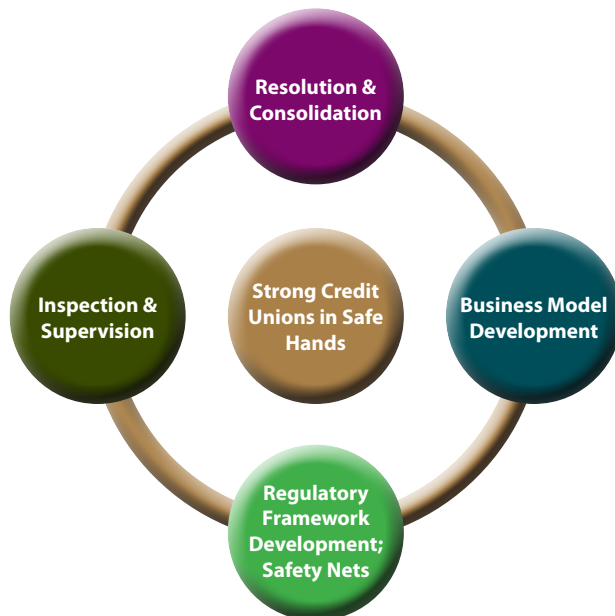 Resolution &
Consolidation
Inspection &
Supervision
Strong Credit
Unions in Safe
Hands
Business Model
Development
Regulatory
Framework
Development;
Safety Nets